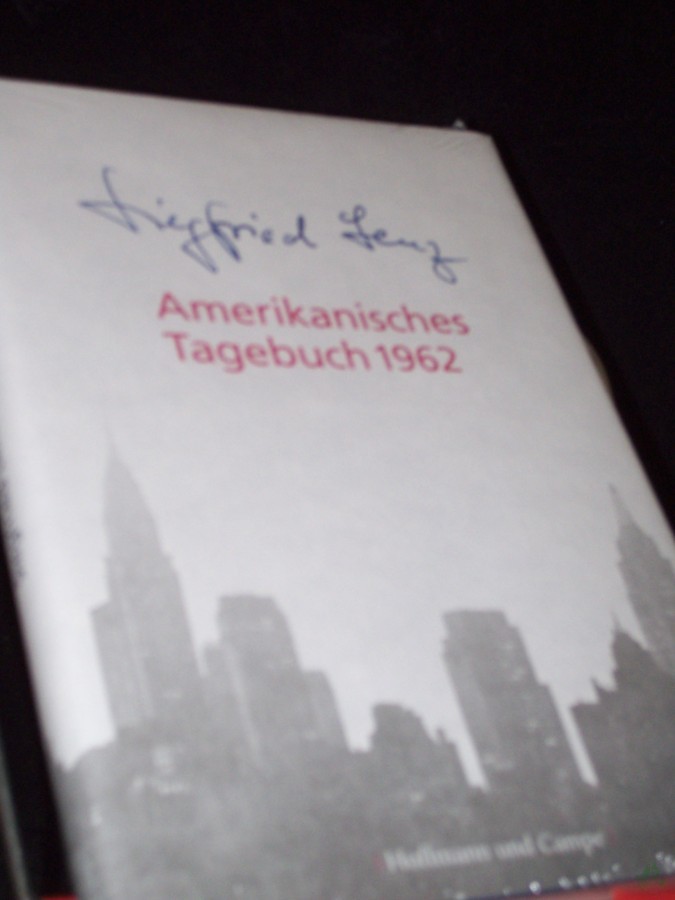 Siegfried Lenz
Amerikanisches
Tagebuch 1962
Hoffmann und Campe